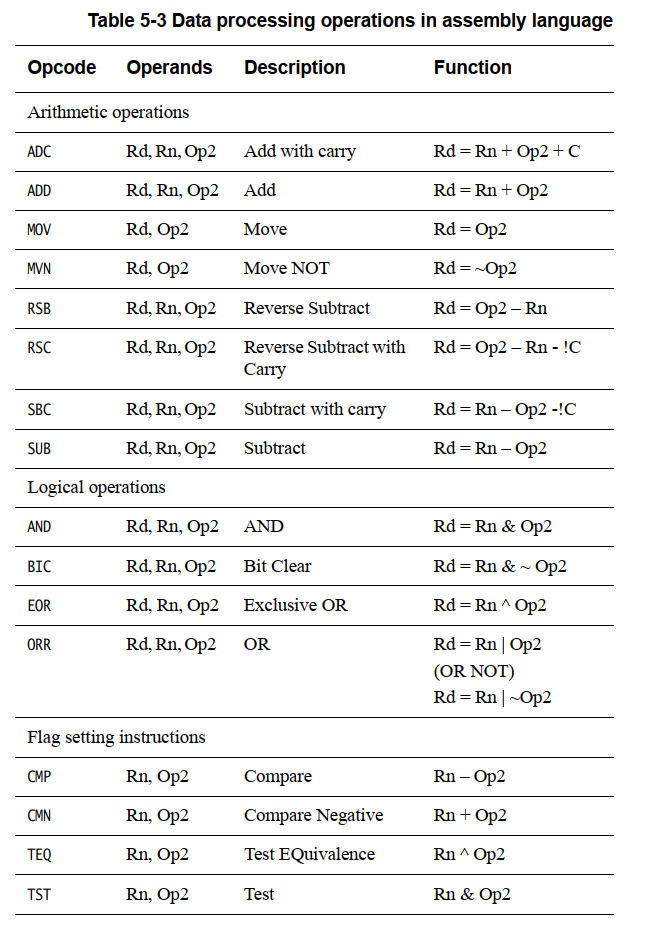 Table 5-3 Data processing operations in assembly language
Opcode Operands Description Function
Arithmetic operations
ADC Rd, Rn, Op2 Add with carry Rd = Rn + Op2 + C
ADD Rd, Rn, Op2 Add Rd = Rn + Op2
MOV Rd, Op2 Move Rd = Op2
MVN Rd, Op2 Move NOT Rd = ~Op2
RSB Rd, Rn, Op2 Reverse Subtract Rd = Op2 – Rn
RSC Rd, Rn, Op2 Reverse Subtract with Rd = Op2 – Rn - !C
Carry
SBC Rd, Rn, Op2 Subtract with carry Rd = Rn – Op2 -!C
SUB Rd, Rn, Op2 Subtract Rd = Rn – Op2
Logical operations
AND Rd, Rn, Op2 AND Rd = Rn & Op2
BIC Rd, Rn, Op2 Bit Clear Rd = Rn & ~ Op2
EOR Rd, Rn, Op2 Exclusive OR Rd = Rn ^ Op2
ORR Rd, Rn, Op2 OR Rd = Rn | Op2
(OR NOT)
Rd = Rn | ~Op2
Flag setting instructions
CMP Rn, Op2 Compare Rn – Op2
CMN Rn, Op2 Compare Negative Rn + Op2
TEQ Rn, Op2 Test EQuivalence Rn ^ Op2
TST Rn, Op2 Test Rn & Op2